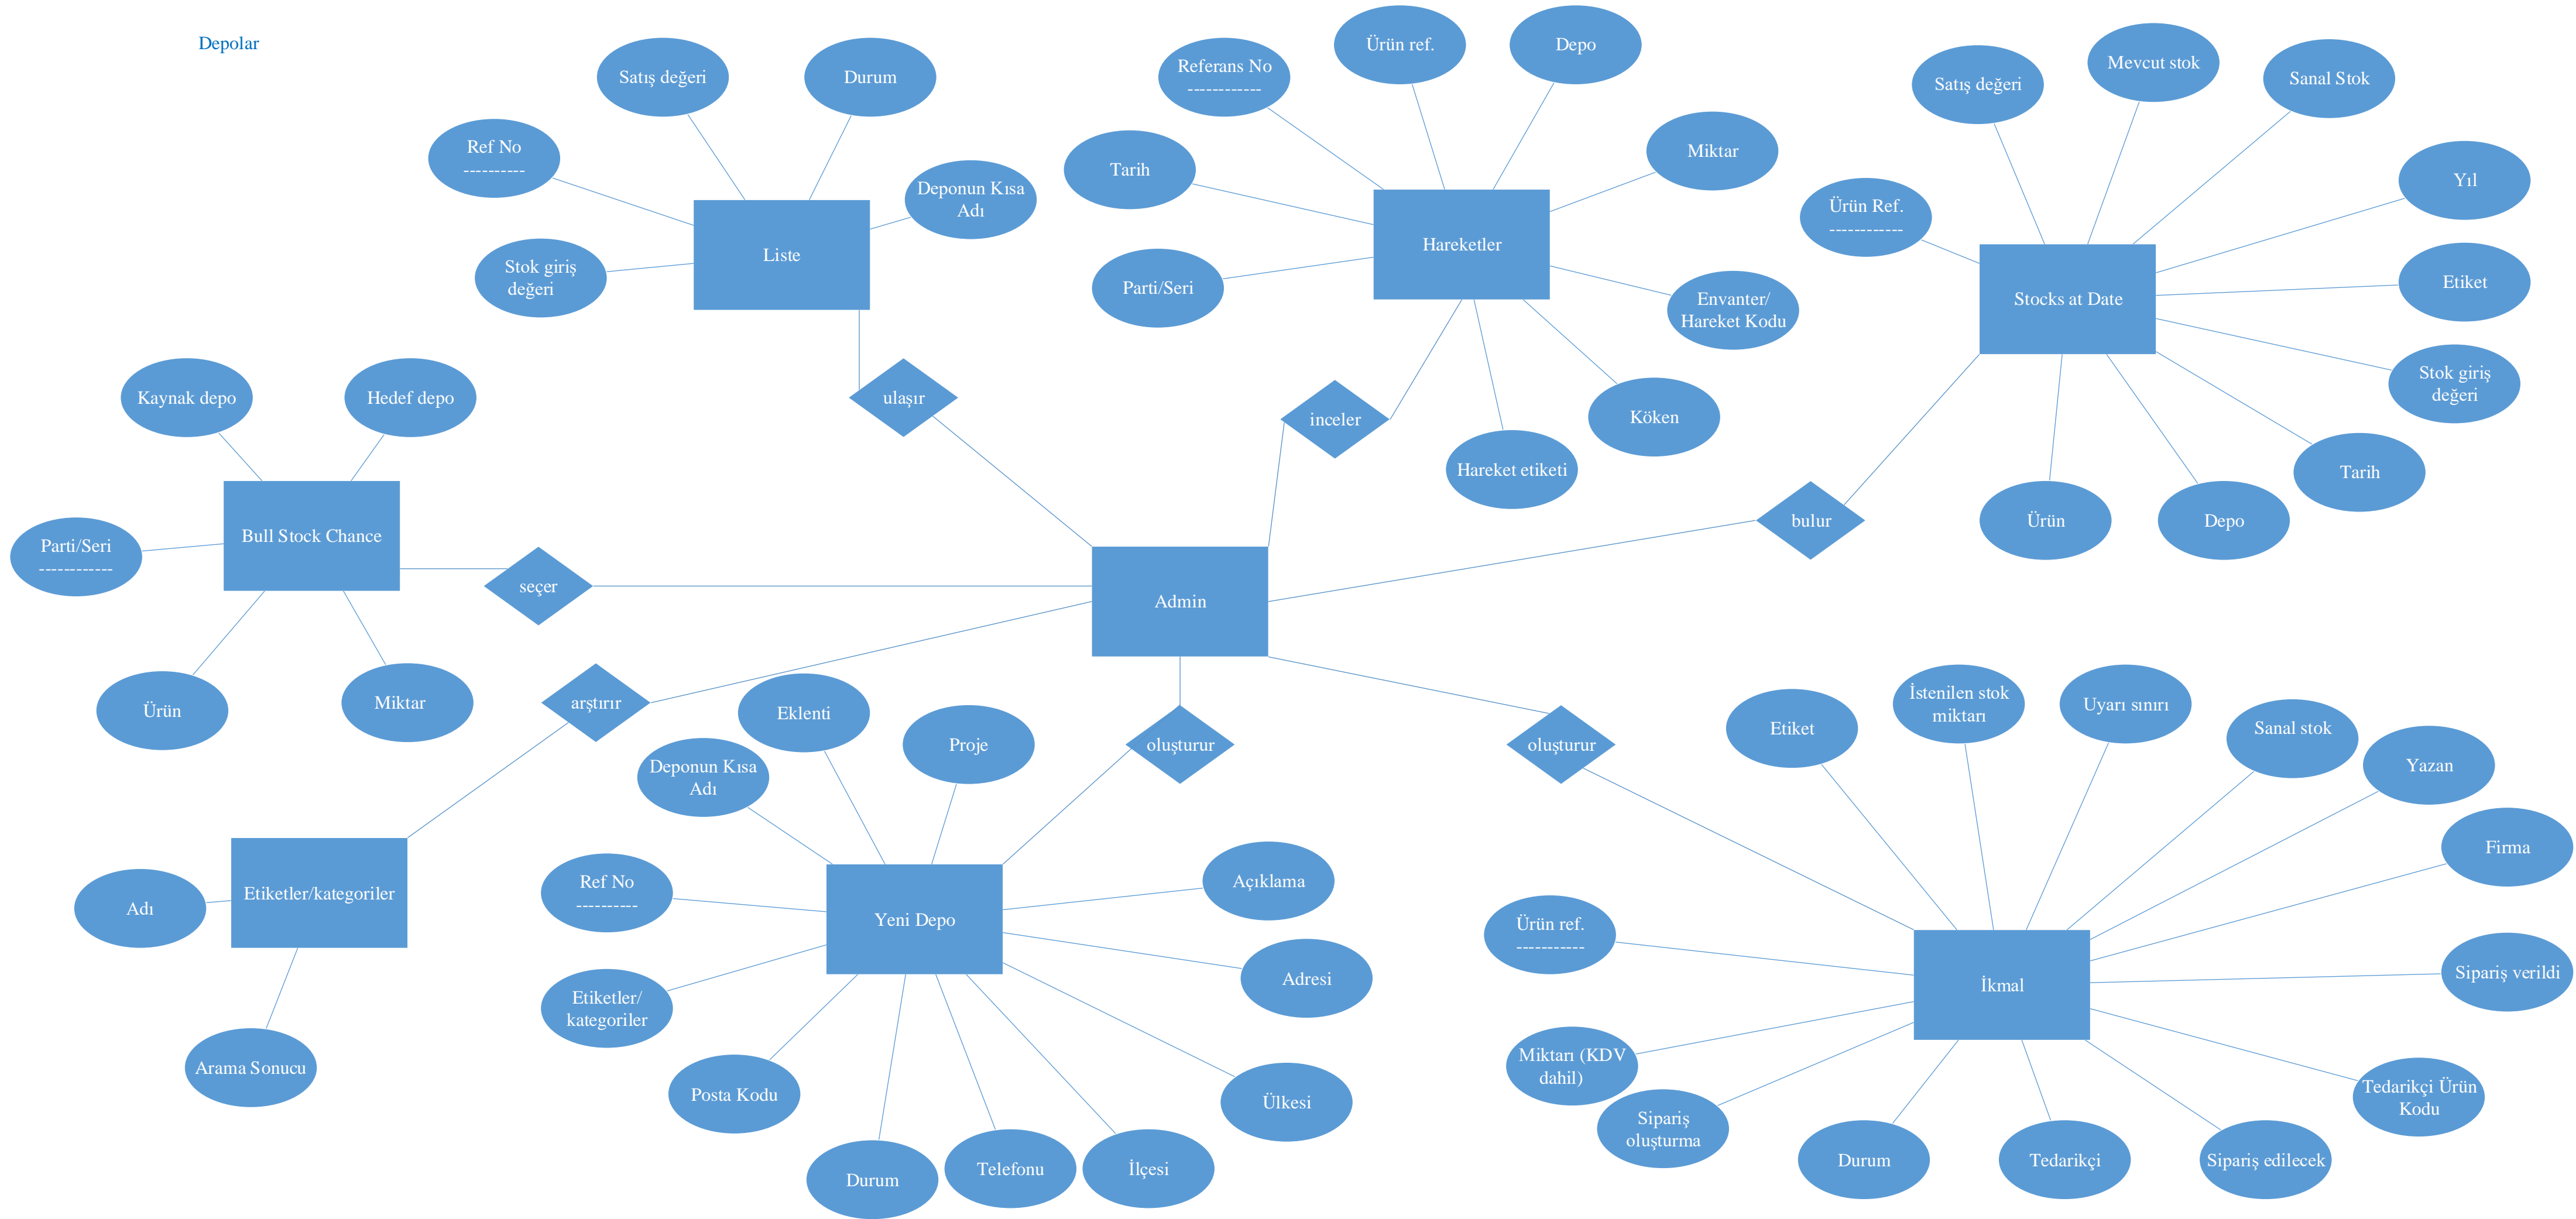 Depolar
Satış değeri
Durum
Ref No
----------
Deponun Kısa
Adı
Stok giriş
değeri
Liste
Ürün ref.
Depo
Referans No
------------
Tarih
Miktar
Parti/Seri
Hareketler
Envanter/
Hareket Kodu
Köken
Hareket etiketi
Satış değeri
Mevcut stok
Sanal Stok
Yıl
Ürün Ref.
------------
Stocks at Date
Etiket
Stok giriş
değeri
Tarih
Ürün
Depo
Kaynak depo
Hedef depo
Bull Stock Chance
Parti/Seri
------------
Ürün
Miktar
ulaşır
inceler
bulur
seçer
Admin
arştırır
oluşturur
oluşturur
Etiketler/kategoriler
Adı
Arama Sonucu
Eklenti
Proje
Deponun Kısa
Adı
Ref No
----------
Yeni Depo
Açıklama
Adresi
Etiketler/
kategoriler
Posta Kodu
Ülkesi
Durum
Telefonu
İlçesi
Etiket
İstenilen stok
miktarı
Uyarı sınırı
Sanal stok
Yazan
Firma
Ürün ref.
-----------
İkmal
Sipariş verildi
Miktarı (KDV
dahil)
Sipariş
oluşturma
Tedarikçi Ürün
Kodu
Durum
Tedarikçi
Sipariş edilecek